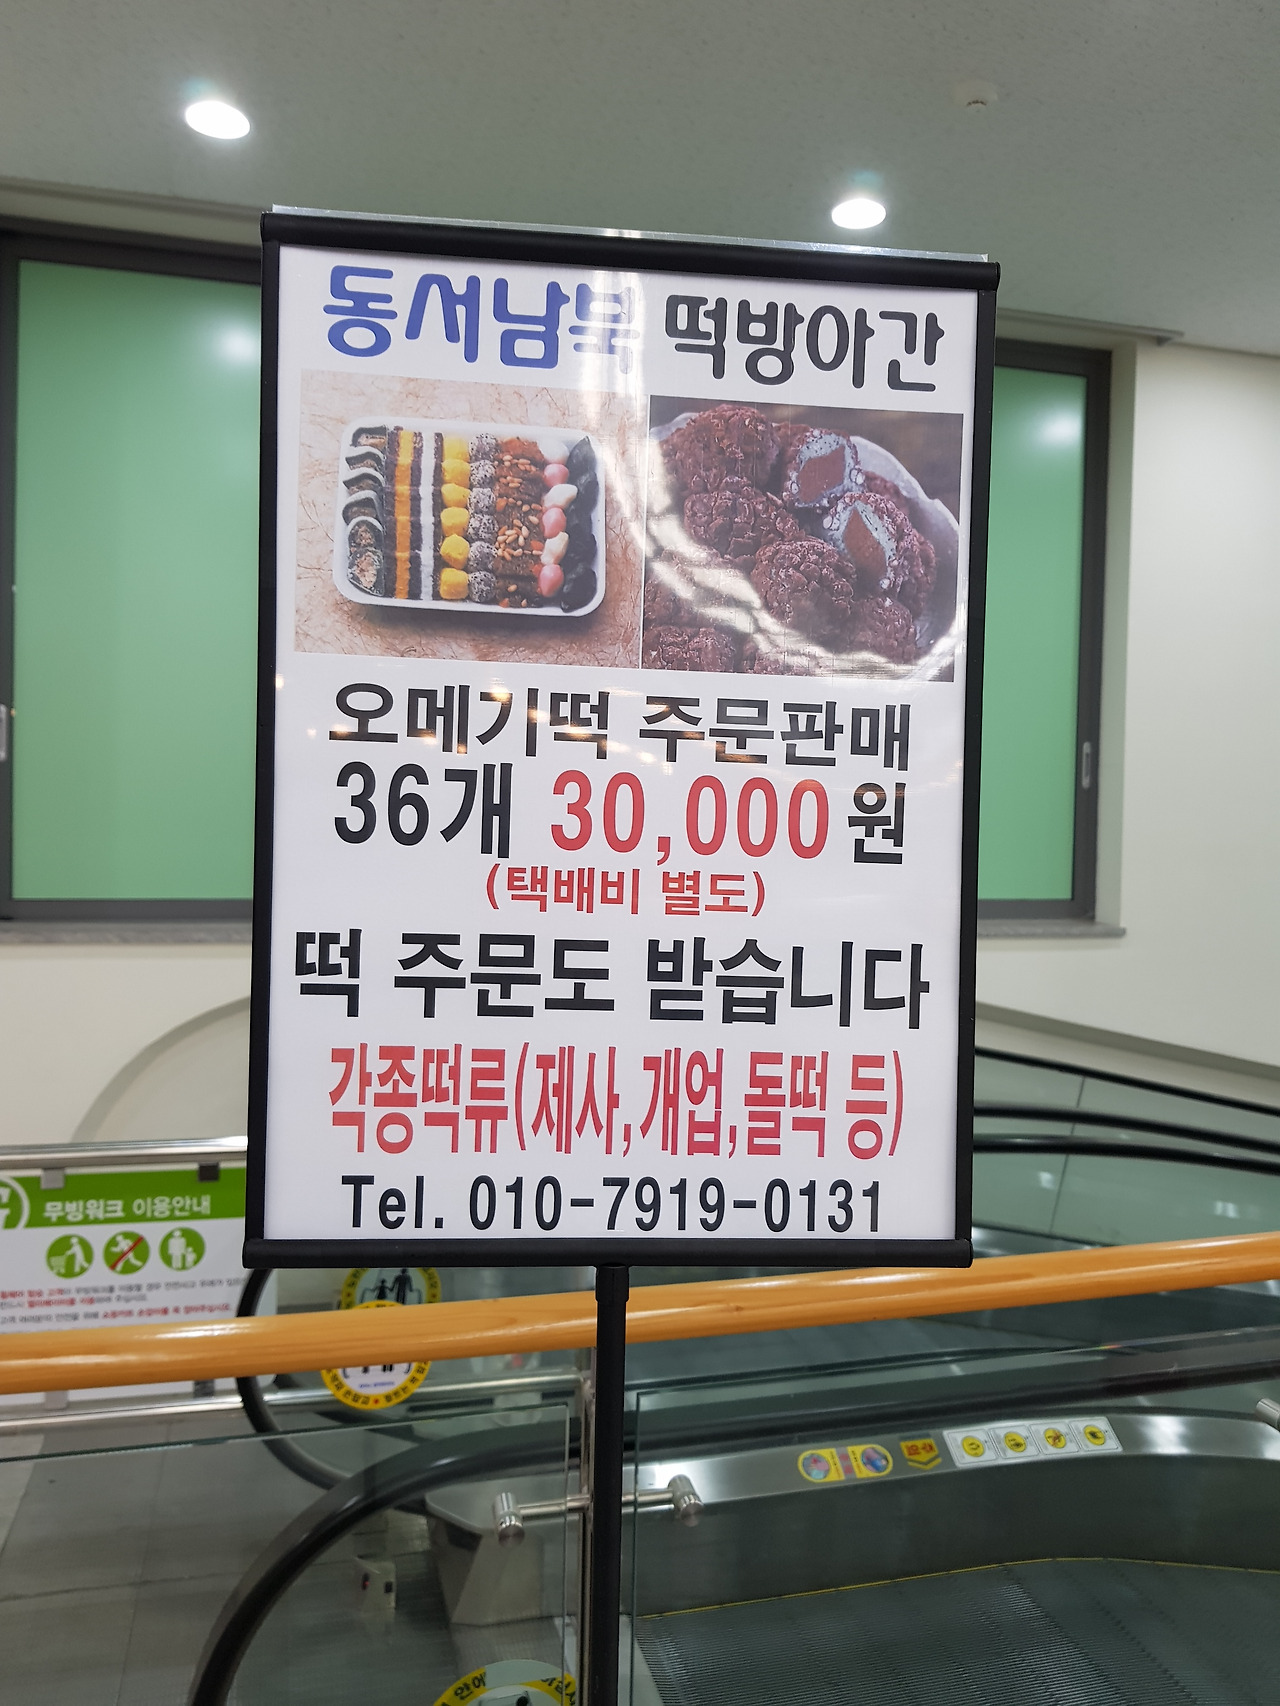 동서남북 떡방아간
오메기떡 주문판매
36개 30,000원
(택배비 별도)
떡 주문도 받습니다
각종떡류(제사,개업,돌떡 등)
Tel. 010-7919-0131
무빙워크 이용안내